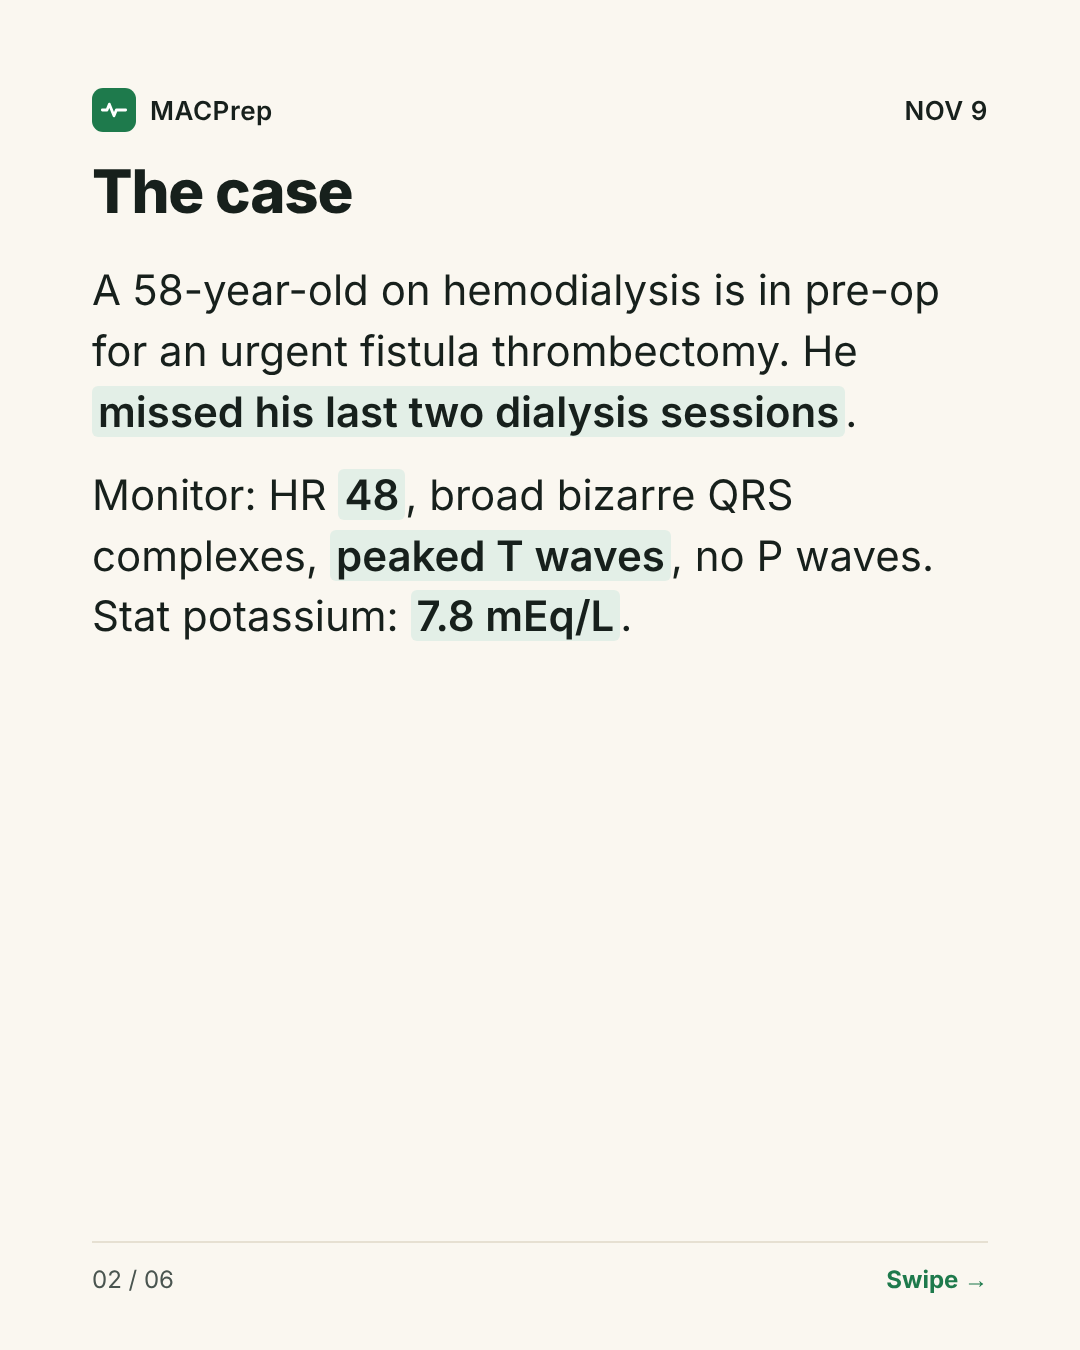 MACPrep
NOV 9
The case
A 58-year-old on hemodialysis is in pre-op
for an urgent fistula thrombectomy. He
missed his last two dialysis sessions.
Monitor: HR 48, broad bizarre QRS
complexes, peaked T waves, no P waves.
Stat potassium: 7.8 mEq/L.
02 / 06
Swipe →